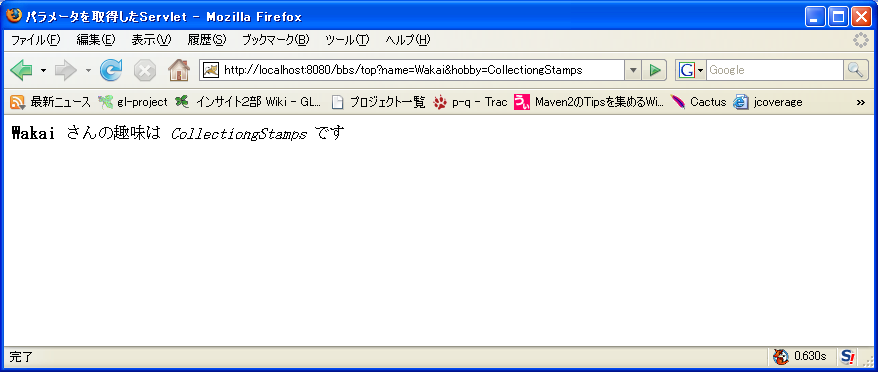 パラメータを取得したServlet - Mozilla Firefox
ファイル(F) 編集(E) 表示(V) 履歴(S) ブックマーク(B) ツール(T) ヘルプ(H)
http://localhost:8080/bbs/top?name=Wakai&hobby=CollectiongStamps G Google
最新ニュース gl-project インサイト2部 Wiki - GL... プロジェクト一覧 p-q - Trac うぃ Maven2のTipsを集めるWi... Cactus jcoverage »
Wakai さんの趣味は CollectiongStamps です
完了 0.630s S!